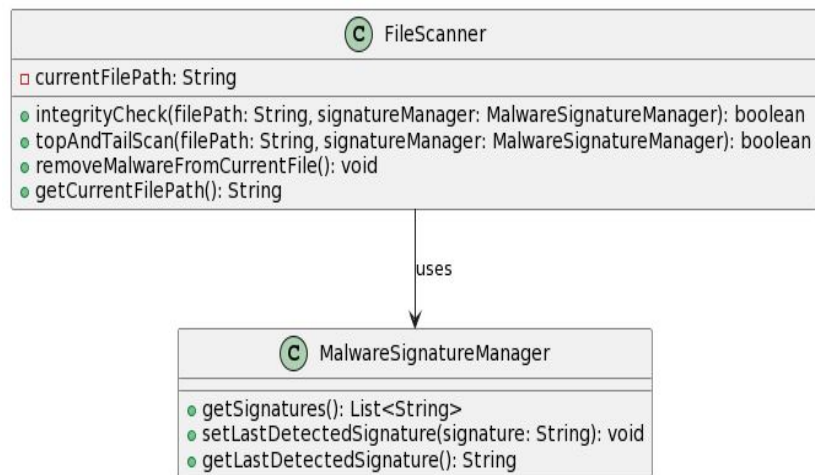 C FileScanner
currentFilePath: String
integrityCheck(filePath: String, signatureManager: MalwareSignatureManager): boolean
topAndTailScan(filePath: String, signatureManager: MalwareSignatureManager): boolean
removeMalwareFromCurrentFile(): void
getCurrentFilePath(): String
uses
C MalwareSignatureManager
getSignatures(): List<String>
setLastDetectedSignature(signature: String): void
getLastDetectedSignature(): String